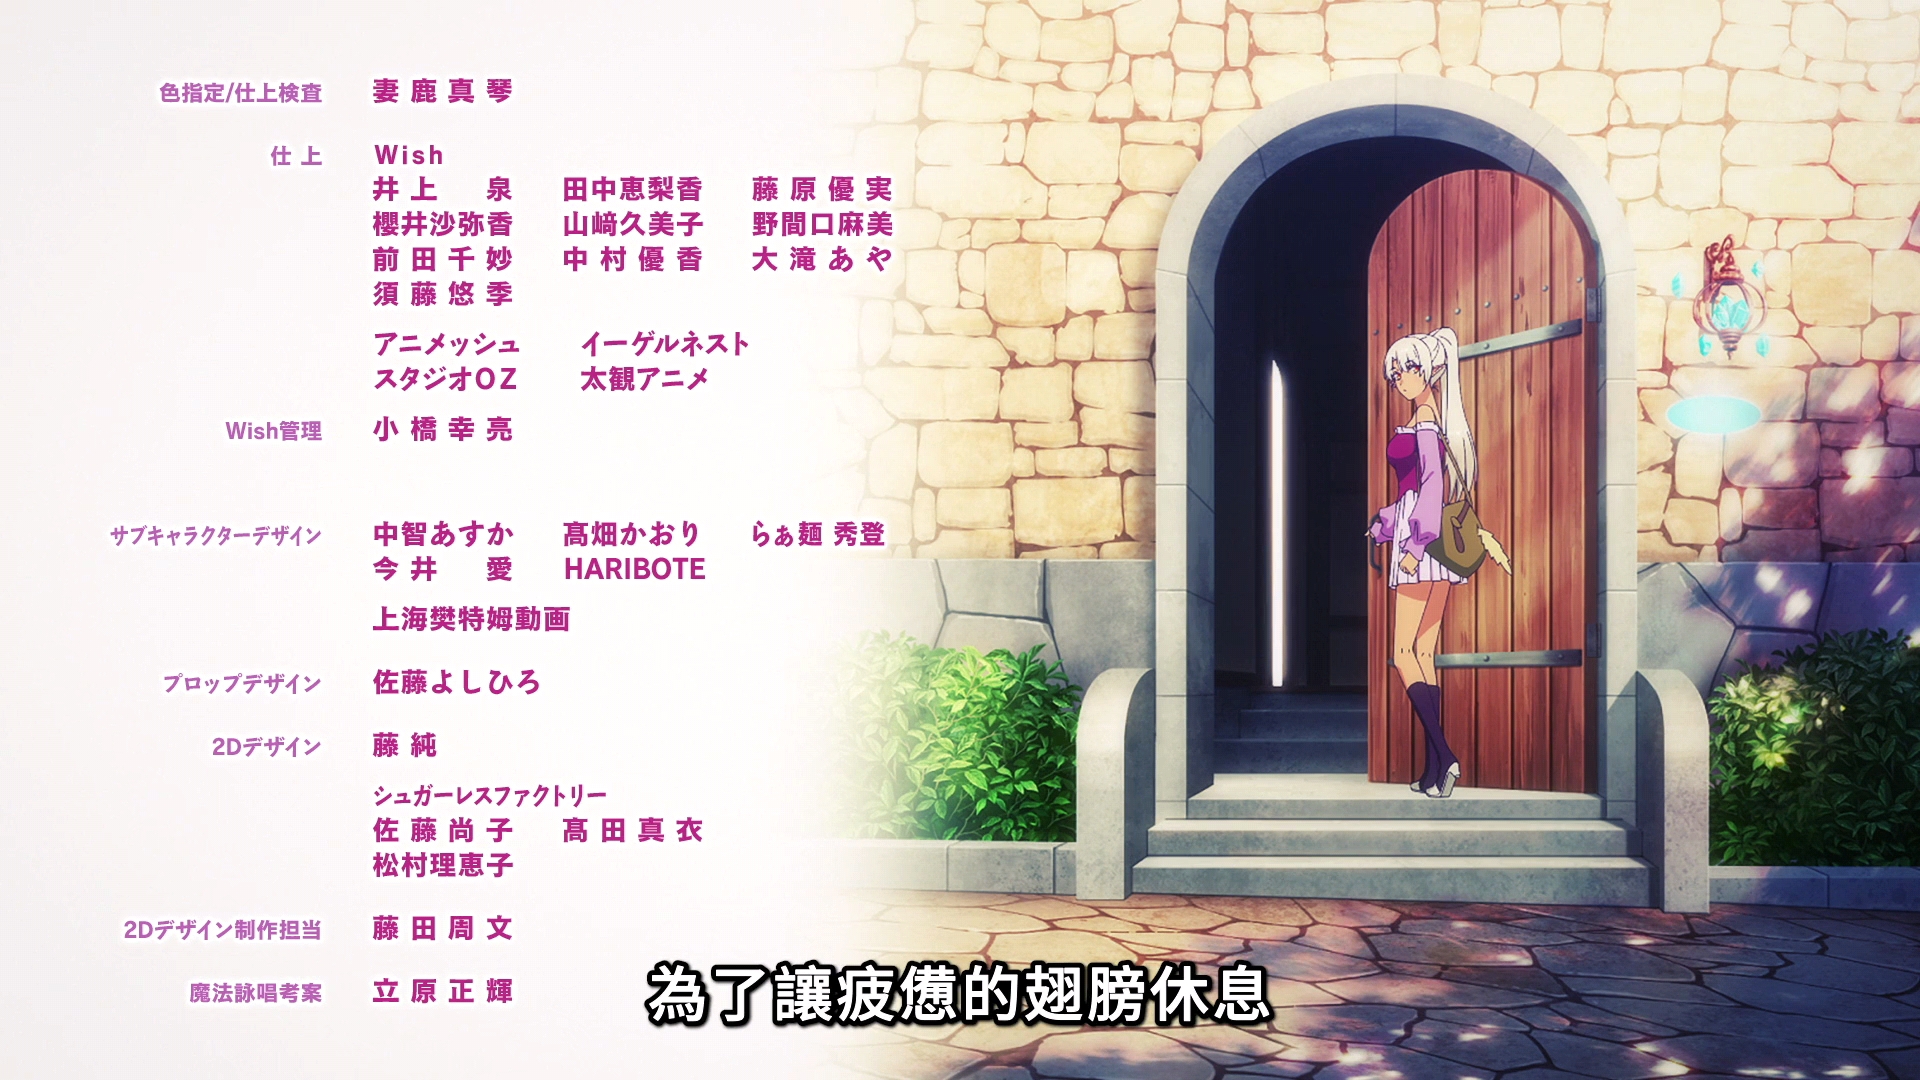 色指定/仕上検査 妻鹿真琴
仕上 Wish
井上 泉 田中恵梨香 藤原優実
櫻井沙弥香 山﨑久美子 野間口麻美
前田千妙 中村優香 大滝あや
須藤悠季
アニメッシュ イーゲルネスト
スタジオOZ 太観アニメ
Wish管理 小橋幸亮
サブキャラクターデザイン 中智あすか 髙畑かおり らぁ麺 秀登
今井 愛 HARIBOTE
上海樊特姆動画
プロップデザイン 佐藤よしひろ
2Dデザイン 藤純
シュガーレスファクトリー
佐藤尚子 髙田真衣
松村理恵子
2Dデザイン制作担当 藤田周文
魔法詠唱考案 立原正輝
為了讓疲憊的翅膀休息